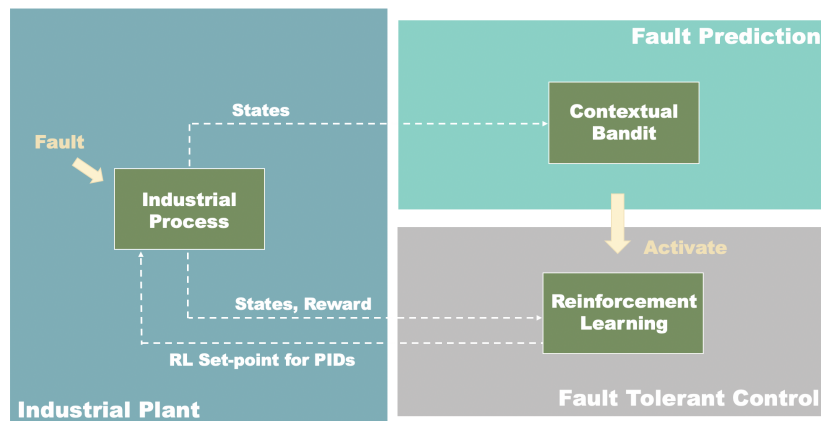 Fault Prediction
States
Contextual
Bandit
Fault
Industrial
Process
Activate
States, Reward
Reinforcement
Learning
RL Set-point for PIDs
Fault Tolerant Control
Industrial Plant